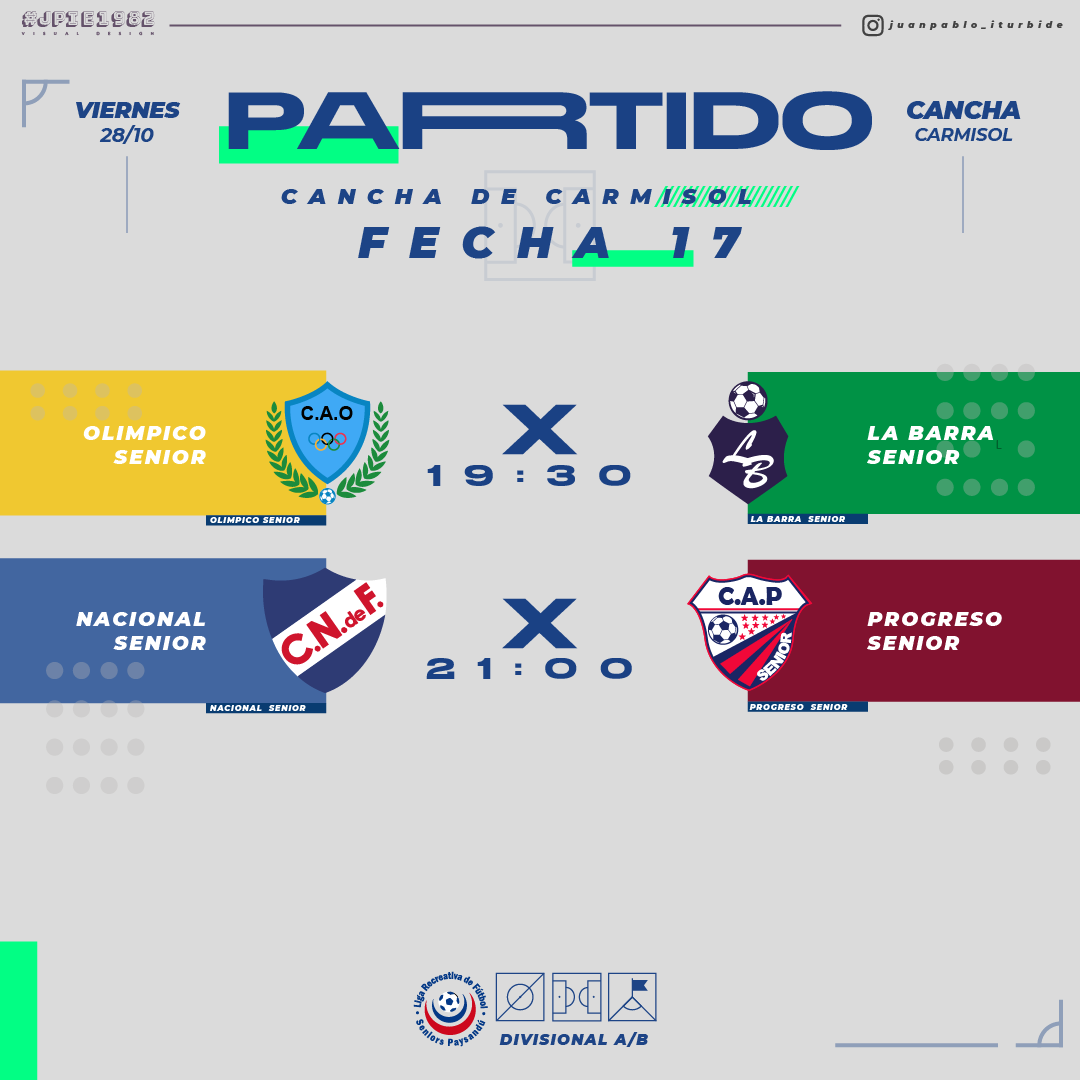 #JPIE1982
VISUAL DESIGN
juanpablo_iturbide
VIERNES
28/10
PARTIDO
CANCHA
CARMISOL
CANCHA DE CARMISOL
FECHA 17
OLIMPICO
SENIOR
C.A.O
OLIMPICO SENIOR
X
19:30
LB
LA BARRA
SENIOR
L
LA BARRA SENIOR
NACIONAL
SENIOR
C.N.deF.
NACIONAL SENIOR
X
21:00
C.A.P
SENIOR
PROGRESO
SENIOR
PROGRESO SENIOR
Liga Recreativa de Fútbol
Seniors Paysandú
DIVISIONAL A/B